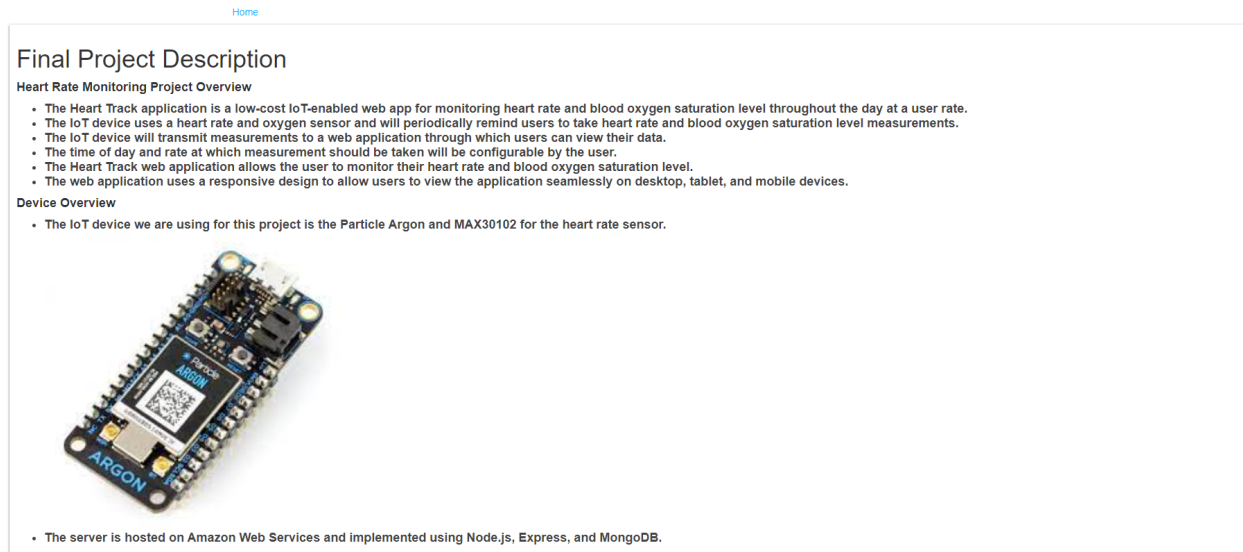 Home
Final Project Description
Heart Rate Monitoring Project Overview
• The Heart Track application is a low-cost IoT-enabled web app for monitoring heart rate and blood oxygen saturation level throughout the day at a user rate.
• The IoT device uses a heart rate and oxygen sensor and will periodically remind users to take heart rate and blood oxygen saturation level measurements.
• The IoT device will transmit measurements to a web application through which users can view their data.
• The time of day and rate at which measurement should be taken will be configurable by the user.
• The Heart Track web application allows the user to monitor their heart rate and blood oxygen saturation level.
• The web application uses a responsive design to allow users to view the application seamlessly on desktop, tablet, and mobile devices.
Device Overview
• The IoT device we are using for this project is the Particle Argon and MAX30102 for the heart rate sensor.
Particle
ARGON
ARGON
• The server is hosted on Amazon Web Services and implemented using Node.js, Express, and MongoDB.